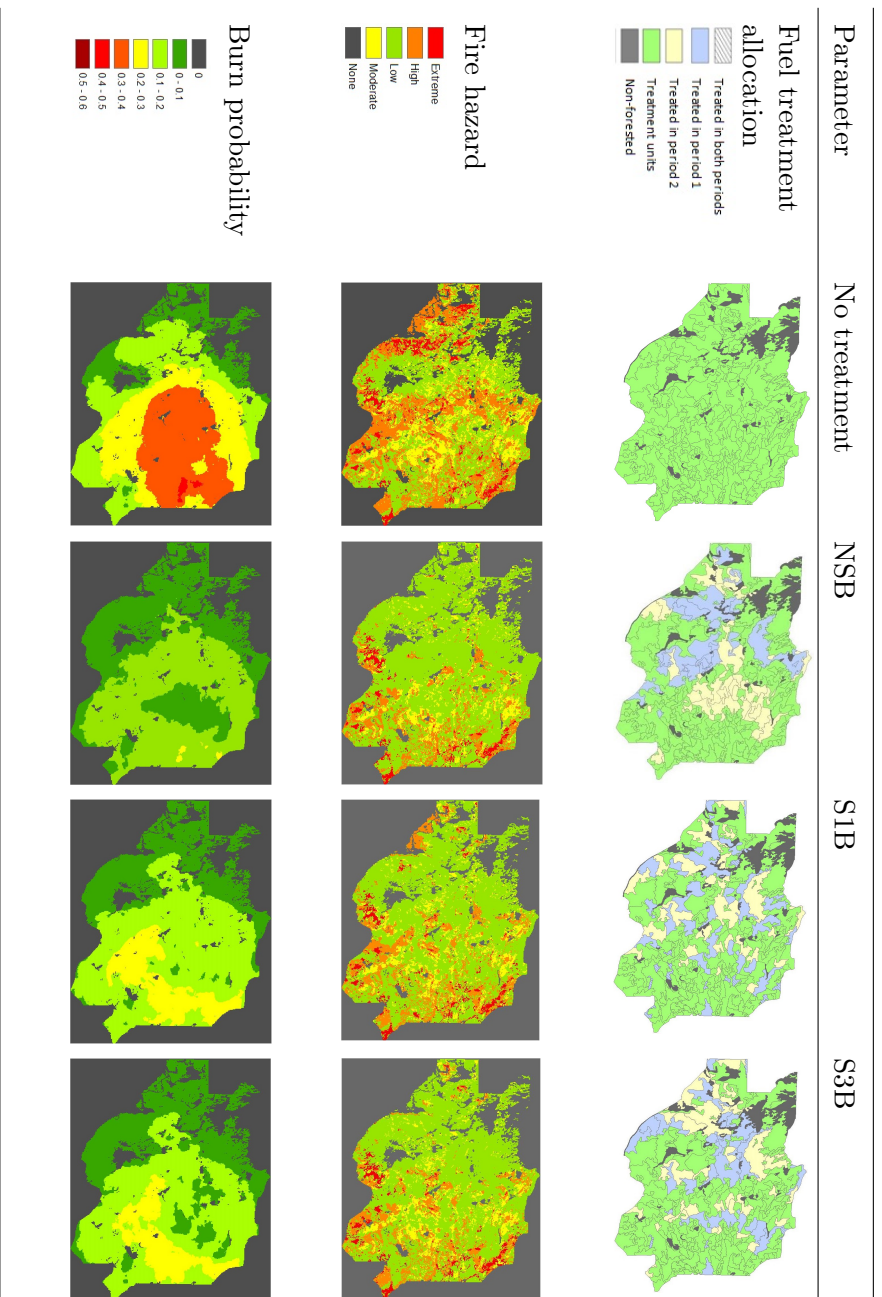 Parameter No treatment NSB S1B S3B
Fuel treatment
allocation
Treated in both periods
Treated in period 1
Treated in period 2
Treatment units
Non-forested
Fire hazard
Extreme
High
Low
Moderate
None
Burn probability
0
0 - 0.1
0.1 - 0.2
0.2 - 0.3
0.3 - 0.4
0.4 - 0.5
0.5 - 0.6